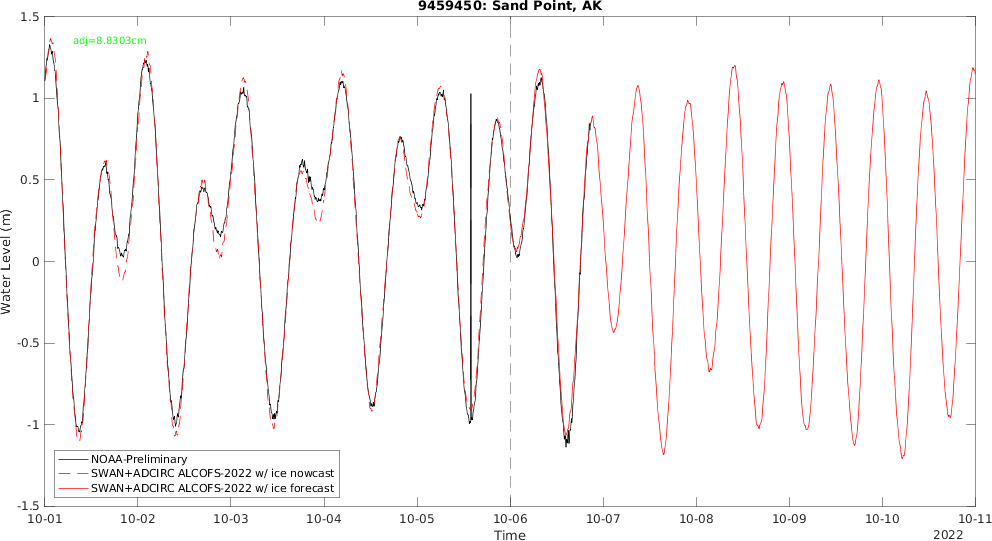 9459450: Sand Point, AK
adj=8.8303cm
Water Level (m)
1.5
1
0.5
0
-0.5
-1
-1.5
NOAA-Preliminary
SWAN+ADCIRC ALCOFS-2022 w/ ice nowcast
SWAN+ADCIRC ALCOFS-2022 w/ ice forecast
10-01 10-02 10-03 10-04 10-05 10-06 10-07 10-08 10-09 10-10 10-11
Time
2022